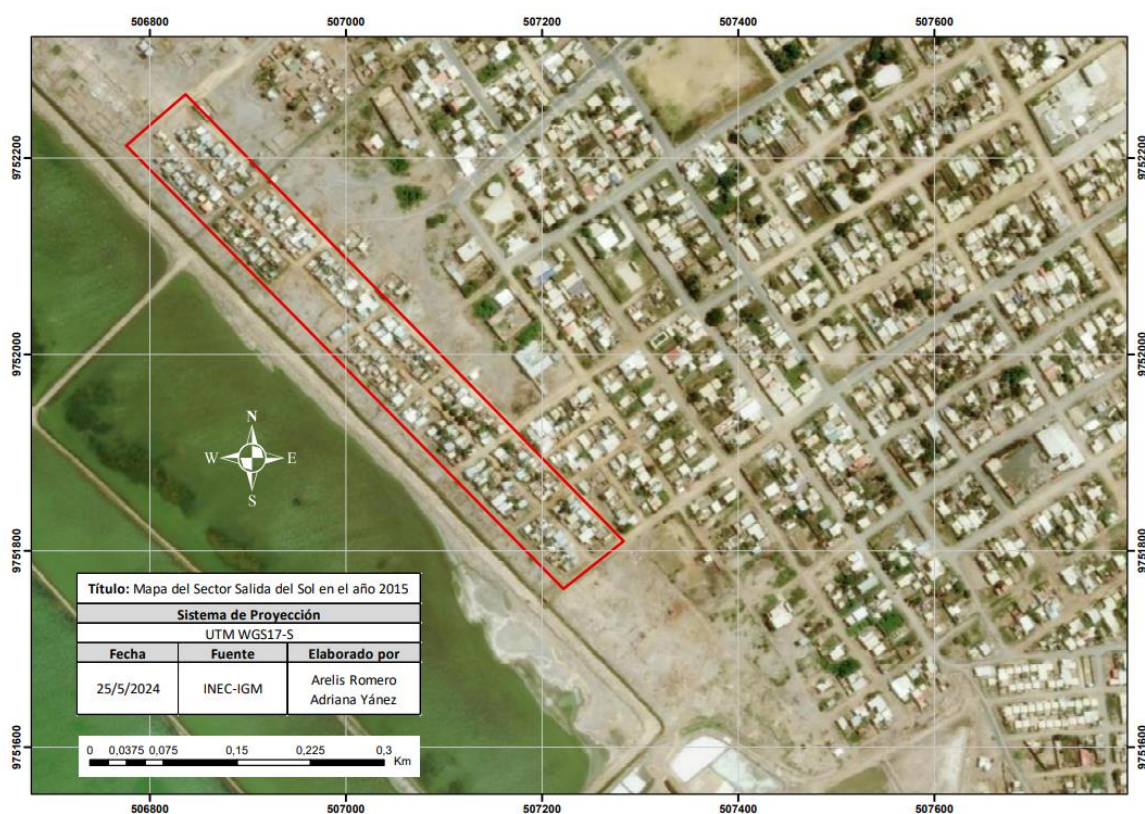 506800 507000 507200 507400 507600
9752200 9752200
9752000 9752000
N
W E
S
9751800 9751800
Título: Mapa del Sector Salida del Sol en el año 2015
Sistema de Proyección
UTM WGS17-S
Fecha Fuente Elaborado por
25/5/2024 INEC-IGM Arelis Romero
Adriana Yánez
9751600 9751600
0 0,0375 0,075 0,15 0,225 0,3
Km
506800 507000 507200 507400 507600